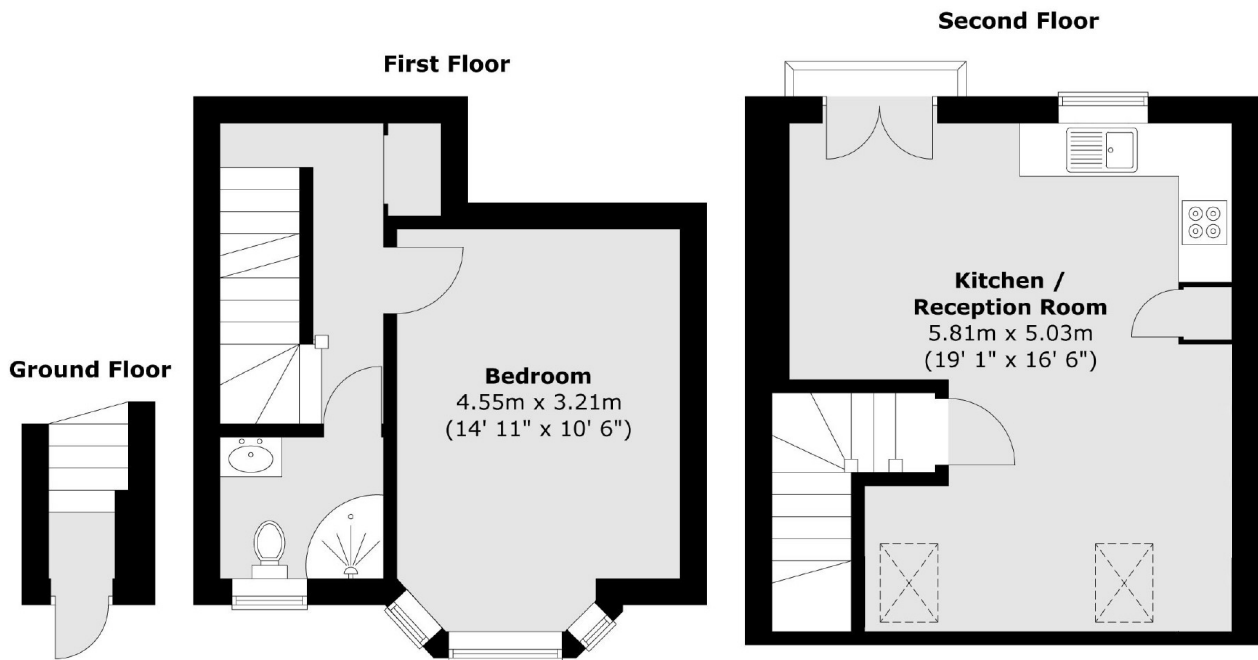 Ground Floor
First Floor
Bedroom
4.55m x 3.21m
(14' 11" x 10' 6")
Second Floor
Kitchen /
Reception Room
5.81m x 5.03m
(19' 1" x 16' 6")